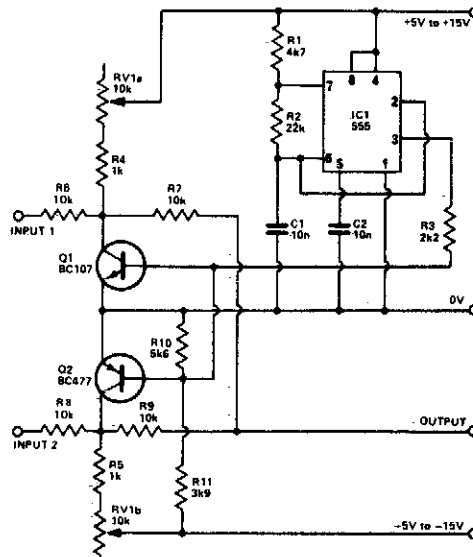 +5V to +15V
R1
4k7
RV1a
10k
8
4
7
2
IC1
555
R2
22k
3
6
5
1
R4
1k
R6
10k
R7
10k
INPUT 1
C1
10n
C2
10n
R3
2k2
Q1
BC107
0V
R10
5k6
Q2
BC477
R8
10k
R9
10k
OUTPUT
INPUT 2
R5
1k
R11
3k9
RV1b
10k
+5V to −15V